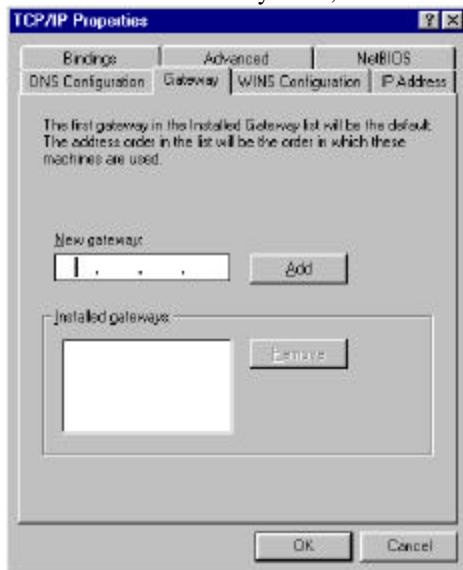 TCP/IP Properties
Bindings Advanced NetBIOS
DNS Configuration Gateway WINS Configuration IP Address
The first gateway in the Installed Gateway list will be the default.
The address order in the list will be the order in which these
machines are used.
New gateway:
. . .
Add
Installed gateways:
Remove
OK Cancel